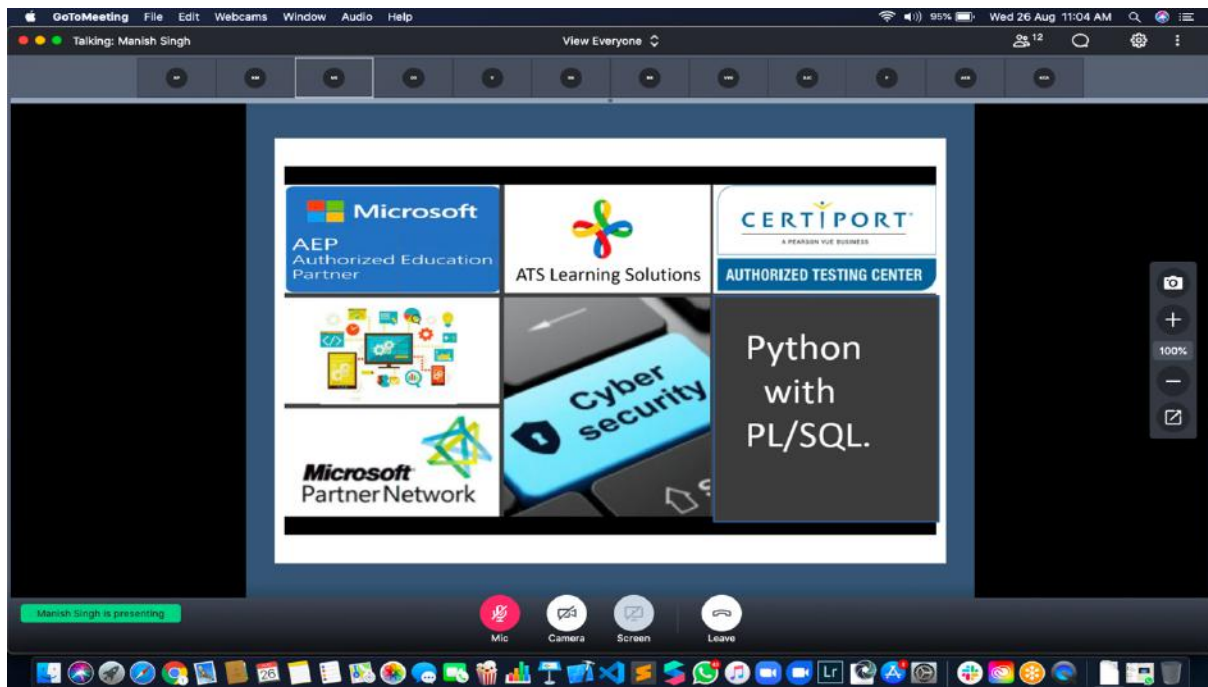 GoToMeeting File Edit Webcams Window Audio Help
95% Wed 26 Aug 11:04 AM
Talking: Manish Singh
View Everyone
12
Microsoft
AEP
Authorized Education
Partner
ATS Learning Solutions
CERTIPORT
A PEARSON VUE BUSINESS
AUTHORIZED TESTING CENTER
Cyber
security
Python
with
PL/SQL.
Microsoft
Partner Network
100%
Manish Singh is presenting
Mic Camera Screen Leave
26
Lr